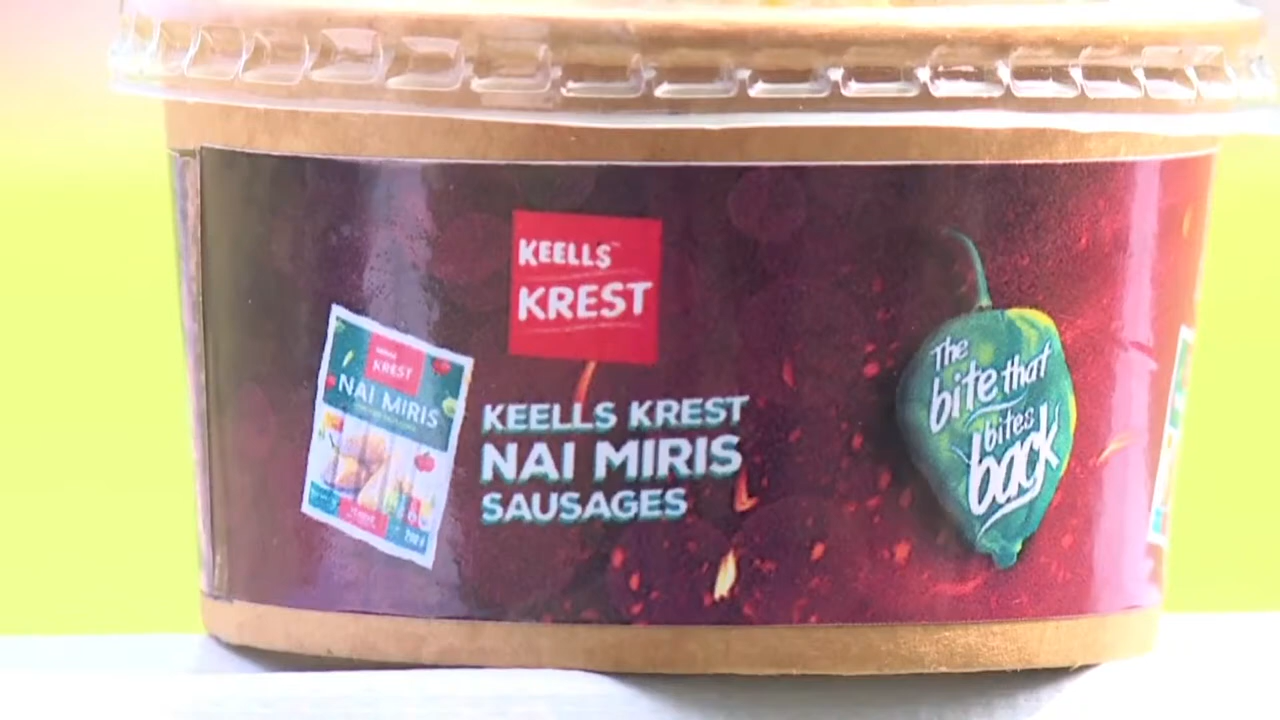 KEELLS
KREST
KREST
NAI MIRIS
KEELLS KREST
NAI MIRIS
SAUSAGES
The
bite that
bites
back